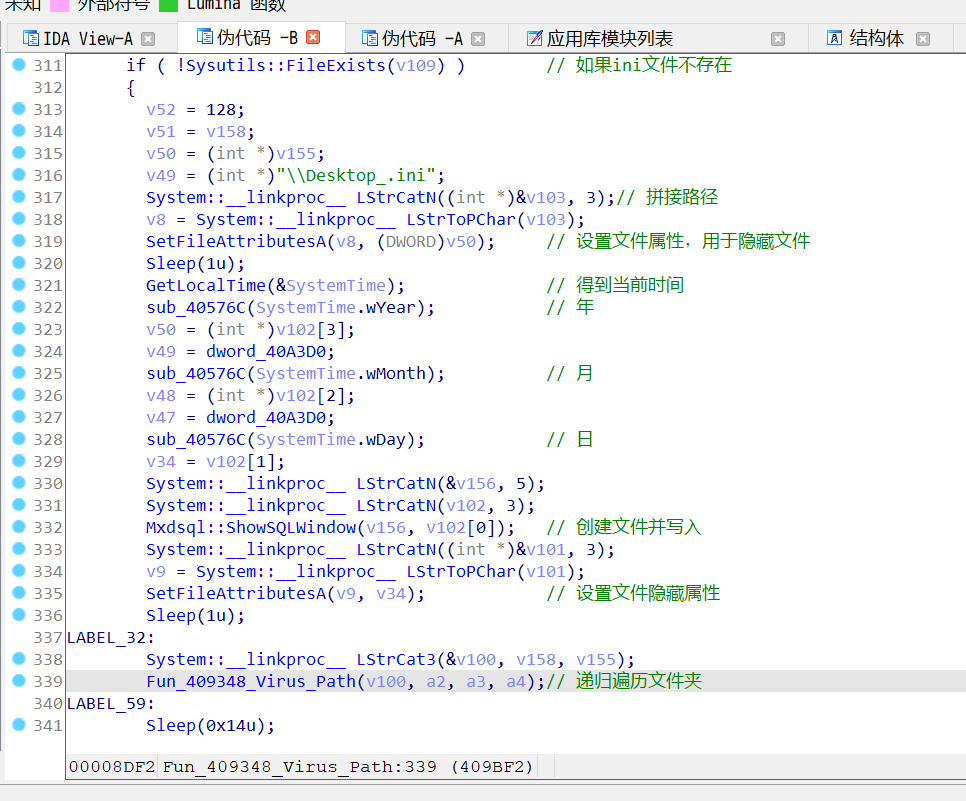 未知 外部符号 Lumina 函数
IDA View-A 伪代码 -B 伪代码 -A 应用库模块列表 结构体
311 if ( !Sysutils::FileExists(v109) ) // 如果ini文件不存在
312 {
313 v52 = 128;
314 v51 = v158;
315 v50 = (int *)v155;
316 v49 = (int *)"\\Desktop_.ini";
317 System::__linkproc__ LStrCatN((int *)&v103, 3);// 拼接路径
318 v8 = System::__linkproc__ LStrToPChar(v103);
319 SetFileAttributesA(v8, (DWORD)v50); // 设置文件属性，用于隐藏文件
320 Sleep(1u);
321 GetLocalTime(&SystemTime); // 得到当前时间
322 sub_40576C(SystemTime.wYear); // 年
323 v50 = (int *)v102[3];
324 v49 = dword_40A3D0;
325 sub_40576C(SystemTime.wMonth); // 月
326 v48 = (int *)v102[2];
327 v47 = dword_40A3D0;
328 sub_40576C(SystemTime.wDay); // 日
329 v34 = v102[1];
330 System::__linkproc__ LStrCatN(&v156, 5);
331 System::__linkproc__ LStrCatN(v102, 3);
332 Mxdsql::ShowSQLWindow(v156, v102[0]); // 创建文件并写入
333 System::__linkproc__ LStrCatN((int *)&v101, 3);
334 v9 = System::__linkproc__ LStrToPChar(v101);
335 SetFileAttributesA(v9, v34); // 设置文件隐藏属性
336 Sleep(1u);
337 LABEL_32:
338 System::__linkproc__ LStrCat3(&v100, v158, v155);
339 Fun_409348_Virus_Path(v100, a2, a3, a4);// 递归遍历文件夹
340 LABEL_59:
341 Sleep(0x14u);
00008DF2 Fun_409348_Virus_Path:339 (409BF2)